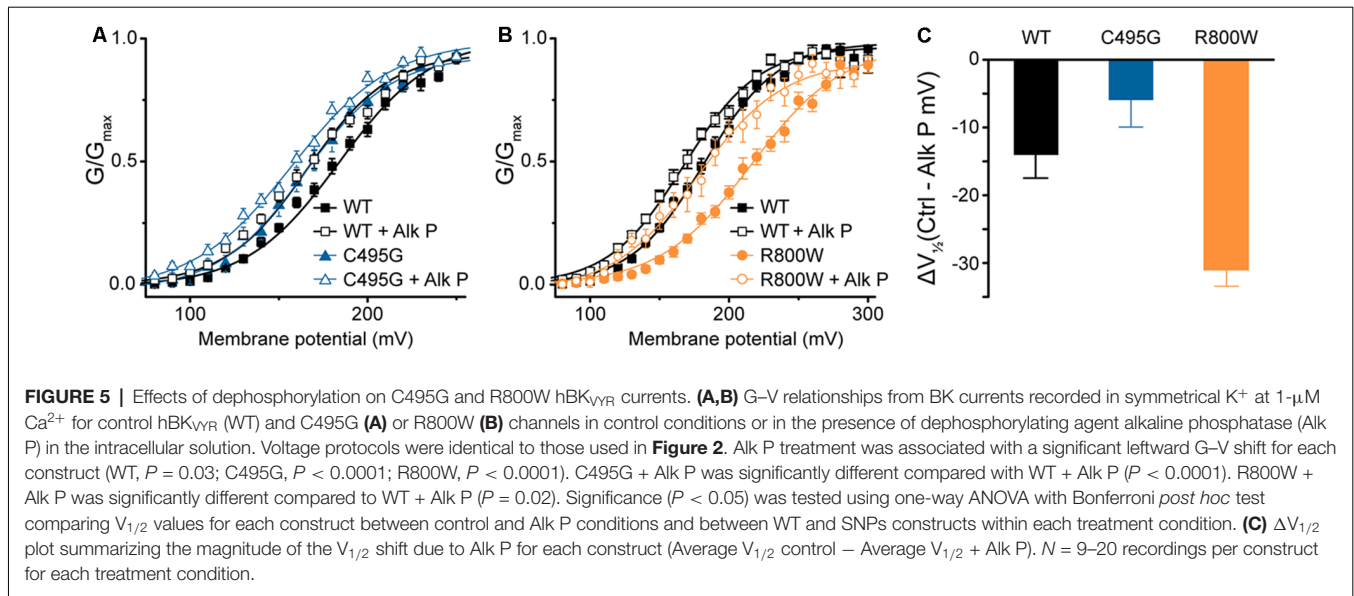 A
1.0
0.5
0.0
G/Gmax
WT
WT + Alk P
C495G
C495G + Alk P
100
200
Membrane potential (mV)
B
1.0
0.5
0.0
G/Gmax
WT
WT + Alk P
R800W
R800W + Alk P
100
200
300
Membrane potential (mV)
C
WT
C495G
R800W
0
-10
-20
-30
ΔV½(Ctrl - Alk P mV)
FIGURE 5 | Effects of dephosphorylation on C495G and R800W hBKVYR currents. (A,B) G–V relationships from BK currents recorded in symmetrical K+ at 1-μM
Ca2+ for control hBKVYR (WT) and C495G (A) or R800W (B) channels in control conditions or in the presence of dephosphorylating agent alkaline phosphatase (Alk
P) in the intracellular solution. Voltage protocols were identical to those used in Figure 2. Alk P treatment was associated with a significant leftward G–V shift for each
construct (WT, P = 0.03; C495G, P < 0.0001; R800W, P < 0.0001). C495G + Alk P was significantly different compared with WT + Alk P (P < 0.0001). R800W +
Alk P was significantly different compared to WT + Alk P (P = 0.02). Significance (P < 0.05) was tested using one-way ANOVA with Bonferroni post hoc test
comparing V1/2 values for each construct between control and Alk P conditions and between WT and SNPs constructs within each treatment condition. (C) ΔV1/2
plot summarizing the magnitude of the V1/2 shift due to Alk P for each construct (Average V1/2 control − Average V1/2 + Alk P). N = 9–20 recordings per construct
for each treatment condition.